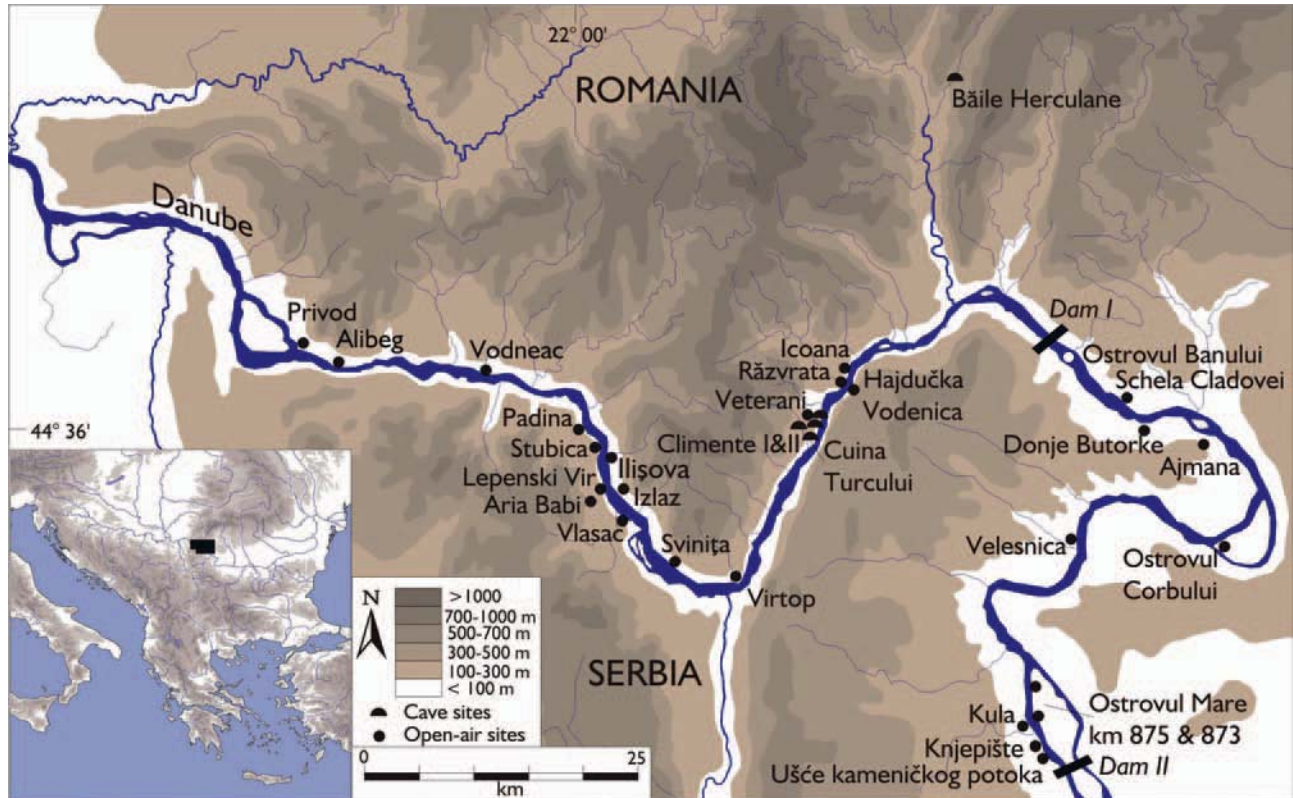 22° 00'
ROMANIA
Băile Herculane
Danube
Privod
Alibeg
Vodneac
Dam I
Icoana
Răzvrata
Hajdučka
Vodenica
Veterani
Climente I&II
Cuina
Turcului
Ostrovul Banului
Schela Cladovei
Donje Butorke
Ajmana
44° 36'
Padina
Stubica
Ilişova
Lepenski Vir
Izlaz
Aria Babi
Vlasac
Sviniţa
Virtop
Velesnica
Ostrovul
Corbului
SERBIA
N
>1000
700-1000 m
500-700 m
300-500 m
100-300 m
< 100 m
Cave sites
Open-air sites
0 25
km
Kula
Ostrovul Mare
km 875 & 873
Knjepište
Ušće kameničkog potoka
Dam II